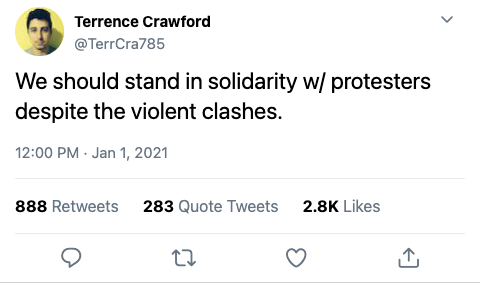 Terrence Crawford
@TerrCra785
We should stand in solidarity w/ protesters
despite the violent clashes.
12:00 PM · Jan 1, 2021
888 Retweets 283 Quote Tweets 2.8K Likes